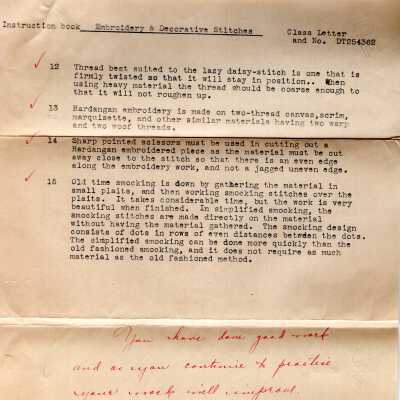 Instruction book Embroidery & Decorative Stitches
Class Letter
and No. DT254362
12 Thread best suited to the lazy daisy-stitch is one that is
firmly twisted so that it will stay in position.. When
using heavy material the thread should be coarse enough to
that it will not roughen up.
13 Hardangan embroidery is made on two-thread canvas,scrim,
marquisette, and other similar materials having two warp
and two woof threads.
14 Sharp pointed scissors must be used in cutting out a
Hardangan embroidered piece as the material must be cut
away close to the stitch so that there is an even edge
along the embroidery work, and not a jagged uneven edge.
15 Old time smocking is down by gathering the material in
small plaits, and then working smocking stitches over the
plaits. It takes considerable time, but the work is very
beautiful when finished. In simplified smocking, the
smocking stitches are made directly on the material
without having the material gathered. The smocking design
consists of dots in rows of even distances between the dots.
The simplified smocking can be done more quickly than the
old fashioned smocking, and it does not require as much
material as the old fashioned method.
You have done good work
and as you continue to practise
your work will improve.